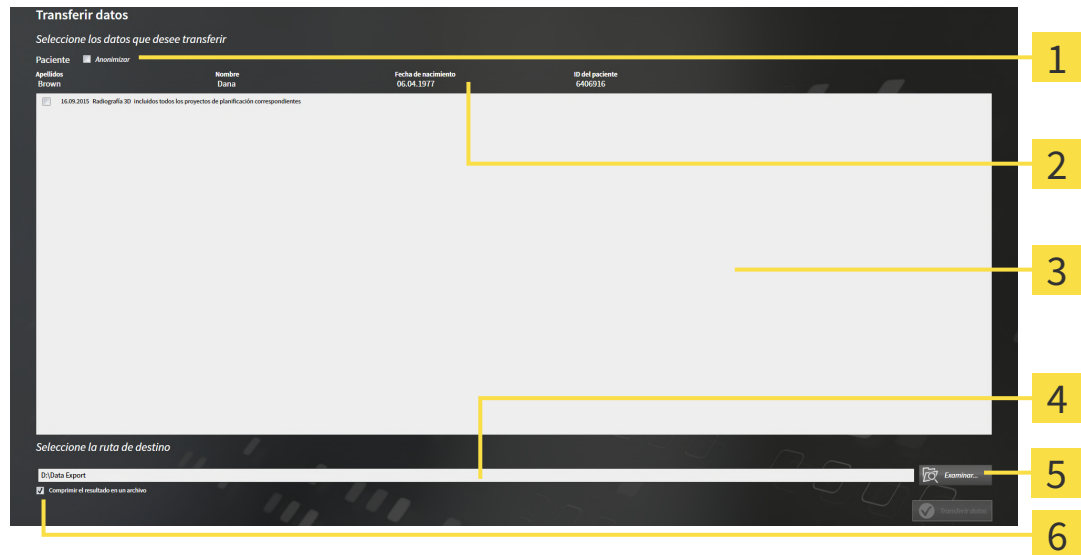 Transferir datos
Seleccione los datos que desee transferir
Paciente Anonimizar
1
Apellidos Nombre Fecha de nacimiento ID del paciente
Brown Dana 06.04.1977 6406916
16.09.2015 Radiografía 3D incluidos todos los proyectos de planificación correspondientes
2
3
4
Seleccione la ruta de destino
D:\Data Export
Examinar...
5
Comprimir el resultado en un archivo
Transferir datos
6